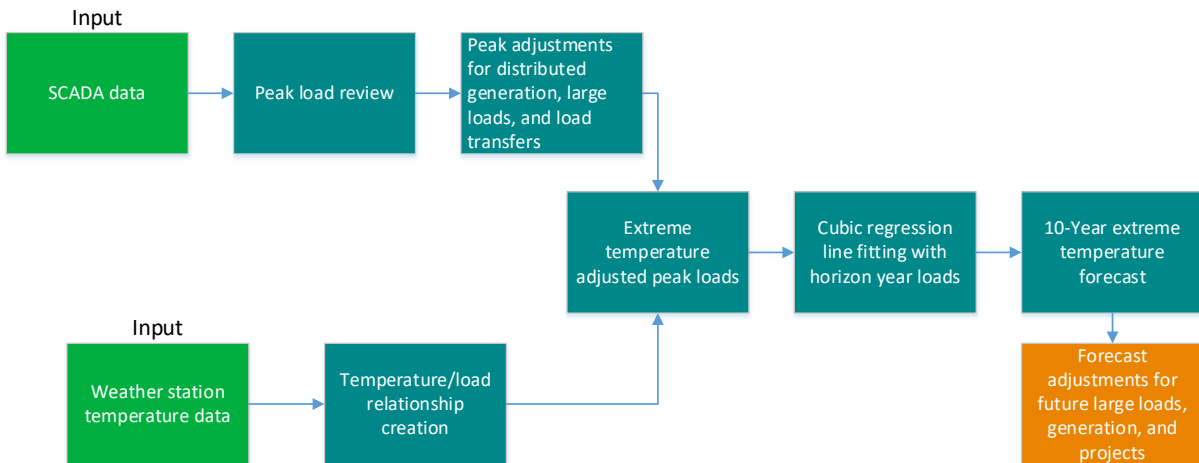 Input
SCADA data
Peak load review
Peak adjustments
for distributed
generation, large
loads, and load
transfers
Extreme
temperature
adjusted peak loads
Cubic regression
line fitting with
horizon year loads
10-Year extreme
temperature
forecast
Input
Weather station
temperature data
Temperature/load
relationship
creation
Forecast
adjustments for
future large loads,
generation, and
projects